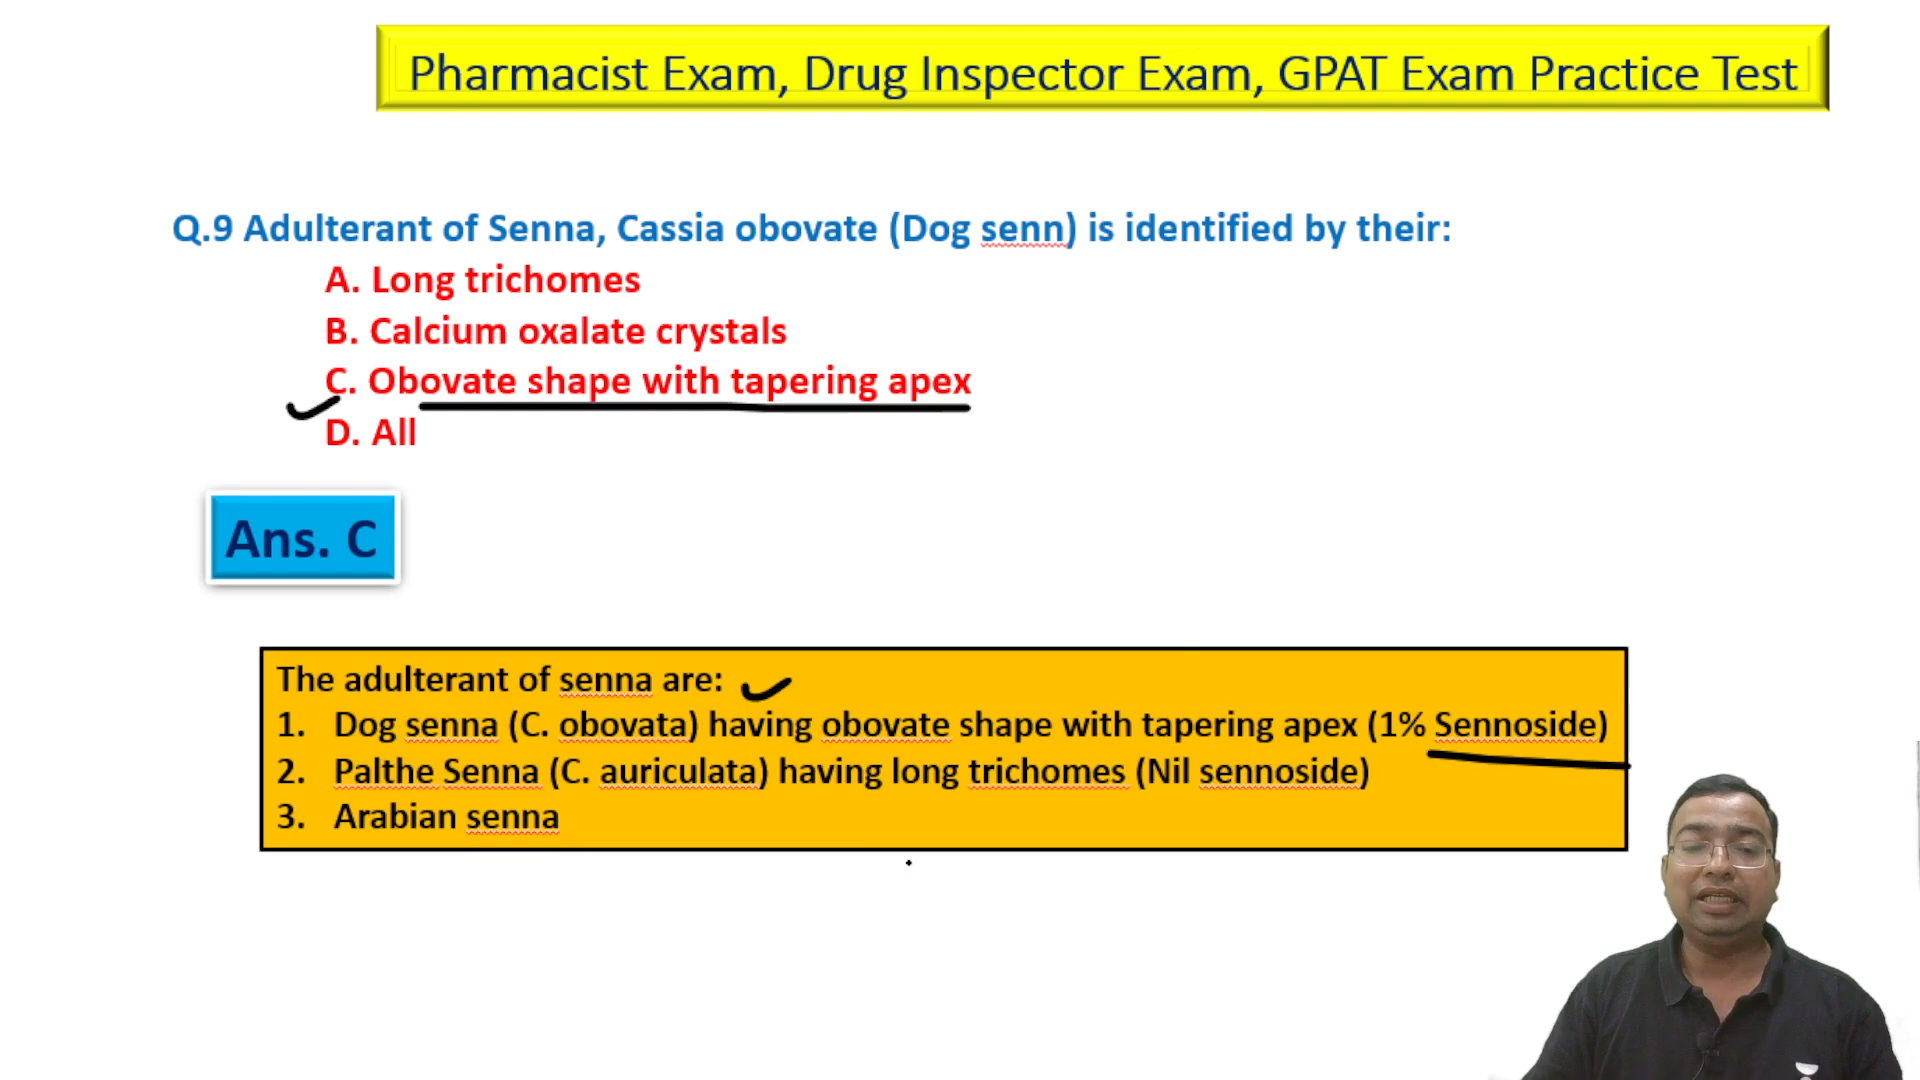 Pharmacist Exam, Drug Inspector Exam, GPAT Exam Practice Test
Q.9 Adulterant of Senna, Cassia obovate (Dog senn) is identified by their:
A. Long trichomes
B. Calcium oxalate crystals
C. Obovate shape with tapering apex
D. All
Ans. C
The adulterant of senna are:
1. Dog senna (C. obovata) having obovate shape with tapering apex (1% Sennoside)
2. Palthe Senna (C. auriculata) having long trichomes (Nil sennoside)
3. Arabian senna